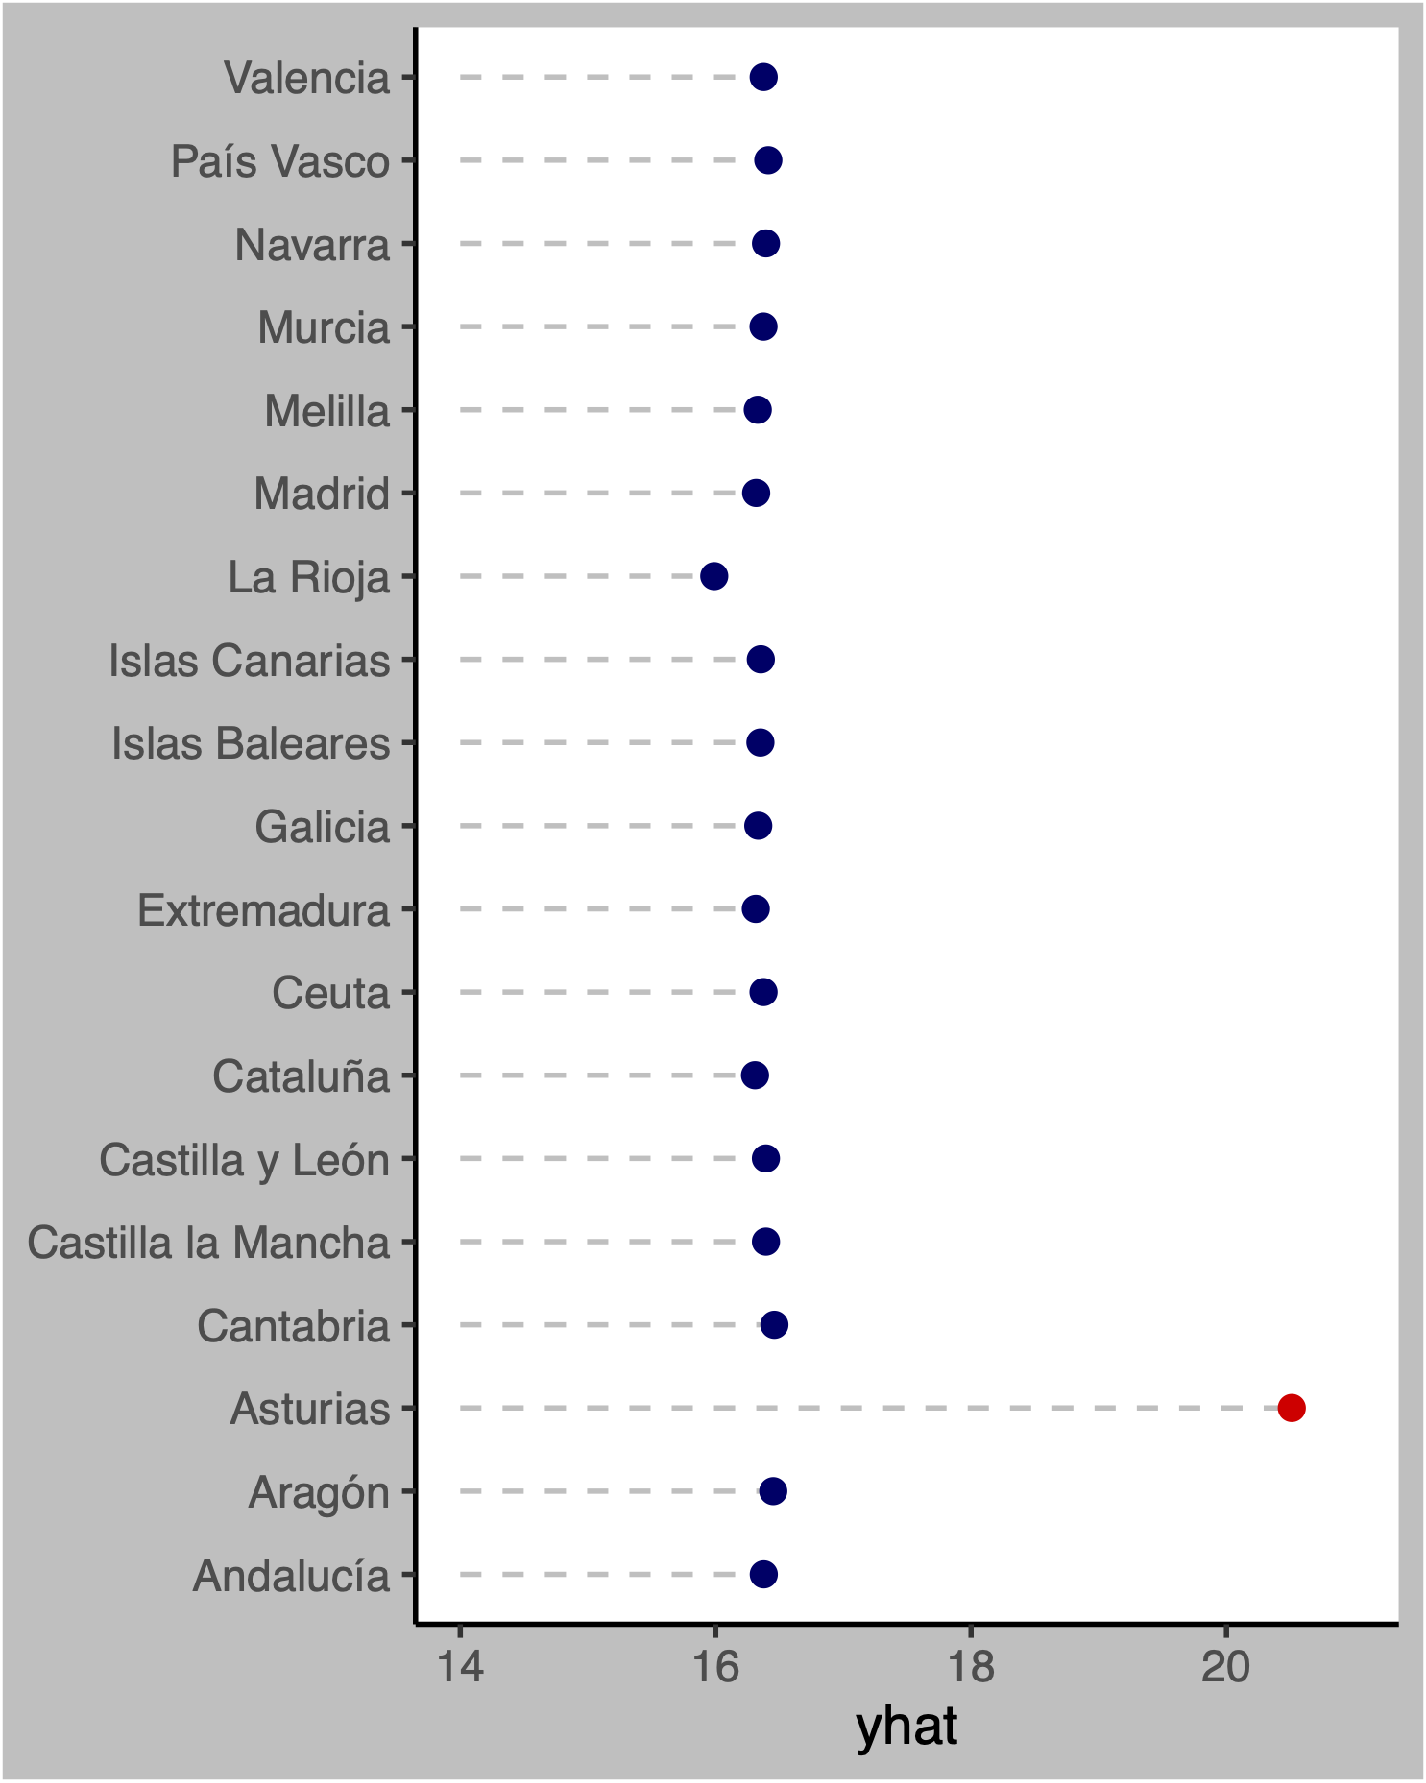 Valencia
País Vasco
Navarra
Murcia
Melilla
Madrid
La Rioja
Islas Canarias
Islas Baleares
Galicia
Extremadura
Ceuta
Cataluña
Castilla y León
Castilla la Mancha
Cantabria
Asturias
Aragón
Andalucía
14 16 18 20
yhat